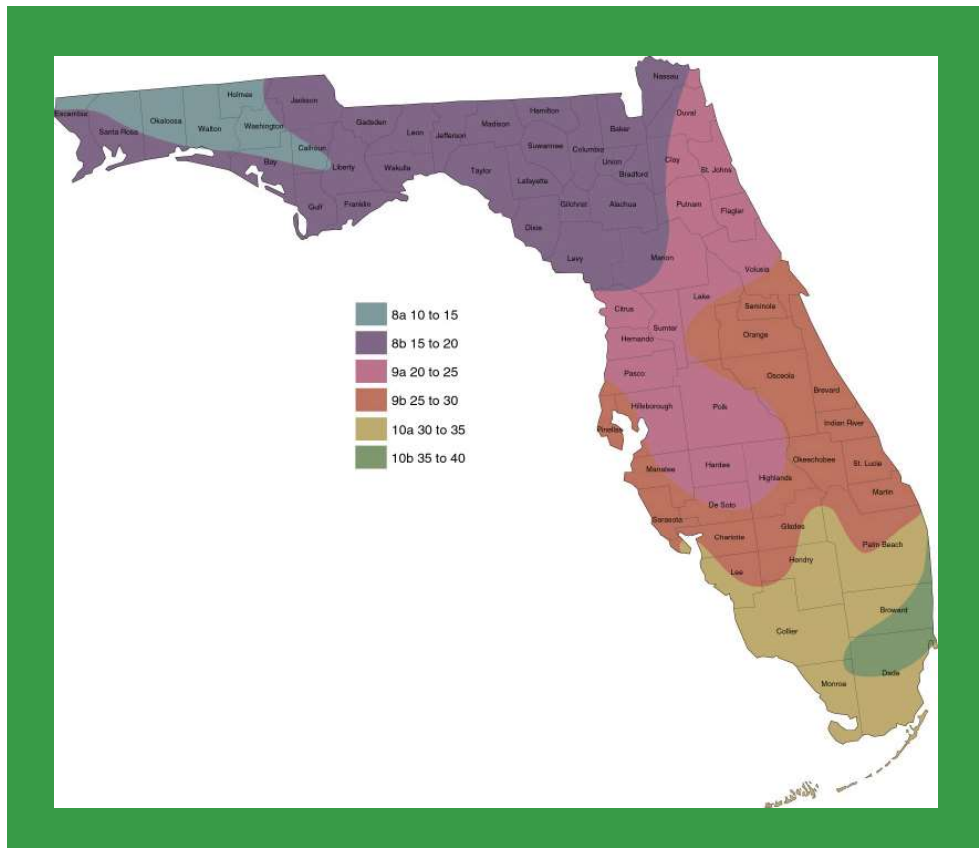 Nassau
Holmes
Jackson
Escambia
Santa Rosa
Okaloosa
Walton
Washington
Gadsden
Hamilton
Madison
Baker
Duval
Leon
Jefferson
Calhoun
Suwannee
Columbia
Bay
Liberty
Wakulla
Taylor
Union
Clay
St. Johns
Bradford
Lafayette
Gulf
Franklin
Gilchrist
Alachua
Putnam
Flagler
Dixie
Levy
Marion
Volusia
Lake
Citrus
Seminole
Sumter
Hernando
Orange
8a 10 to 15
8b 15 to 20
9a 20 to 25
9b 25 to 30
10a 30 to 35
10b 35 to 40
Pasco
Osceola
Brevard
Hillsborough
Polk
Pinellas
Indian River
Manatee
Hardee
Okeechobee
St. Lucie
Highlands
Martin
De Soto
Sarasota
Glades
Charlotte
Palm Beach
Lee
Hendry
Broward
Collier
Dade
Monroe